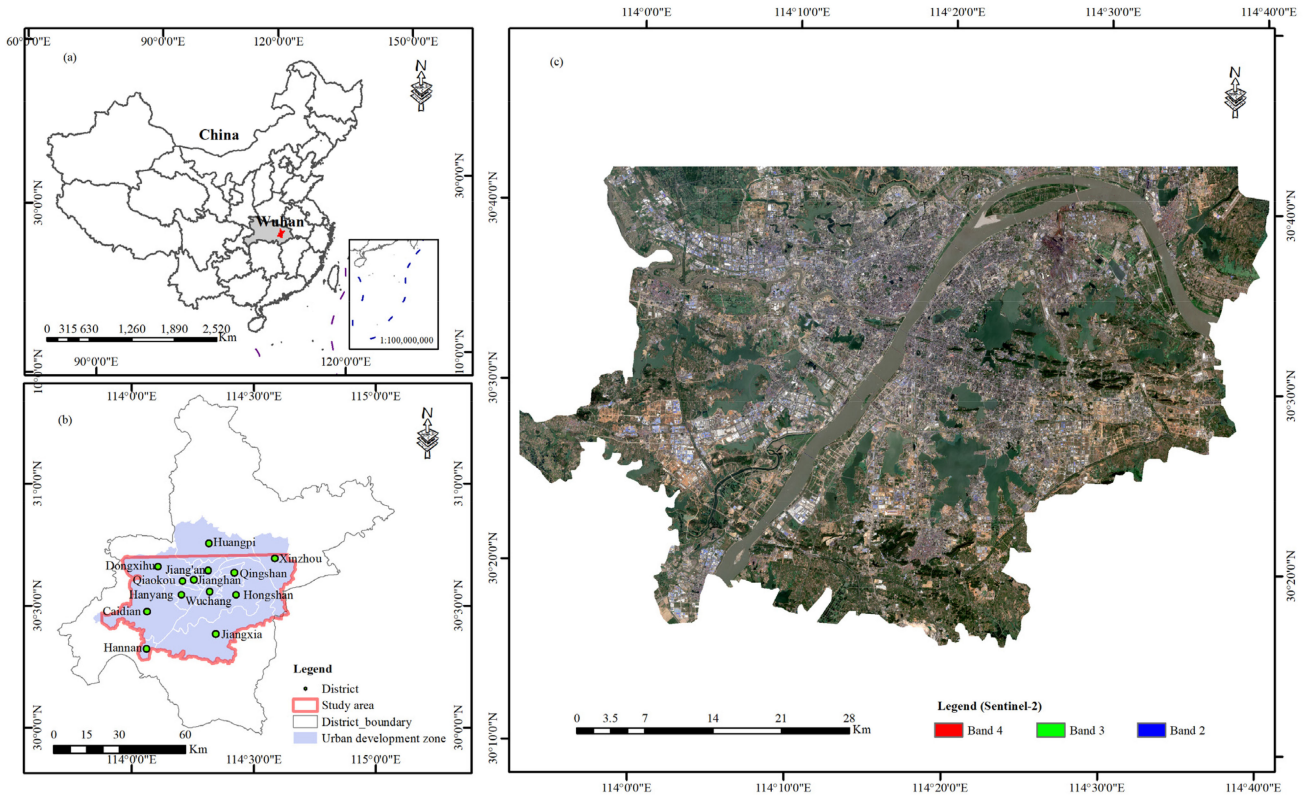 60°0'0"E 90°0'0"E 120°0'0"E 150°0'0"E
(a)
N
China
Wuhan
30°0'0"N
30°0'0"N
10°0'0"N
10°0'0"N
0 315 630 1,260 1,890 2,520
Km
1:100,000,000
90°0'0"E 120°0'0"E
114°0'0"E 114°30'0"E 115°0'0"E
(b)
N
31°0'0"N
31°0'0"N
30°30'0"N
30°30'0"N
30°0'0"N
30°0'0"N
Huangpi
Xinzhou
Dongxihu
Jiang'an
Qingshan
Qiaokou
Jianghan
Hanyang
Wuchang
Hongshan
Caidian
Jiangxia
Hannan
Legend
District
Study area
District_boundary
Urban development zone
0 15 30 60
Km
114°0'0"E 114°30'0"E 115°0'0"E
114°0'0"E 114°10'0"E 114°20'0"E 114°30'0"E 114°40'0"E
(c)
N
30°40'0"N
30°40'0"N
30°30'0"N
30°30'0"N
30°20'0"N
30°20'0"N
30°10'0"N
30°10'0"N
0 3.5 7 14 21 28
Km
Legend (Sentinel-2)
Band 4 Band 3 Band 2
114°0'0"E 114°10'0"E 114°20'0"E 114°30'0"E 114°40'0"E